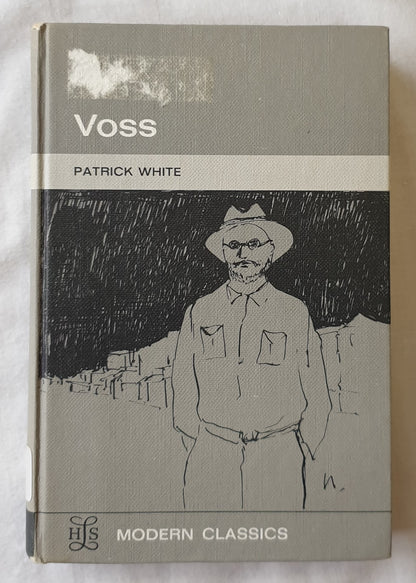 Voss
PATRICK WHITE
n.
HLS
MODERN CLASSICS